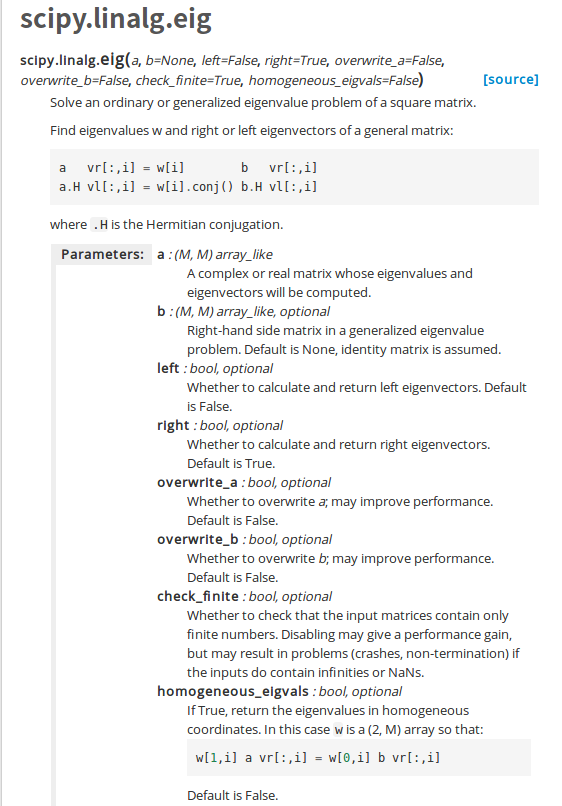 scipy.linalg.eig
scipy.linalg.eig(a, b=None, left=False, right=True, overwrite_a=False,
overwrite_b=False, check_finite=True, homogeneous_eigvals=False) [source]
Solve an ordinary or generalized eigenvalue problem of a square matrix.
Find eigenvalues w and right or left eigenvectors of a general matrix:
a   vr[:,i] = w[i]        b   vr[:,i]
a.H vl[:,i] = w[i].conj() b.H vl[:,i]
where .H is the Hermitian conjugation.
Parameters: a : (M, M) array_like
A complex or real matrix whose eigenvalues and
eigenvectors will be computed.
b : (M, M) array_like, optional
Right-hand side matrix in a generalized eigenvalue
problem. Default is None, identity matrix is assumed.
left : bool, optional
Whether to calculate and return left eigenvectors. Default
is False.
right : bool, optional
Whether to calculate and return right eigenvectors.
Default is True.
overwrite_a : bool, optional
Whether to overwrite a; may improve performance.
Default is False.
overwrite_b : bool, optional
Whether to overwrite b; may improve performance.
Default is False.
check_finite : bool, optional
Whether to check that the input matrices contain only
finite numbers. Disabling may give a performance gain,
but may result in problems (crashes, non-termination) if
the inputs do contain infinities or NaNs.
homogeneous_eigvals : bool, optional
If True, return the eigenvalues in homogeneous
coordinates. In this case w is a (2, M) array so that:
w[1,i] a vr[:,i] = w[0,i] b vr[:,i]
Default is False.